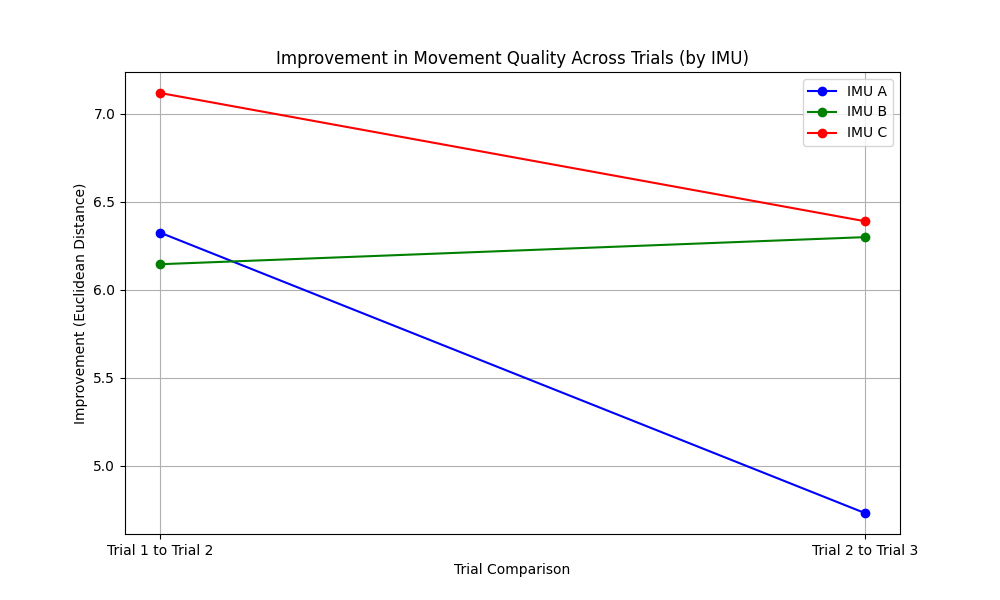 Improvement in Movement Quality Across Trials (by IMU)
IMU A
IMU B
IMU C
Improvement (Euclidean Distance)
7.0
6.5
6.0
5.5
5.0
Trial 1 to Trial 2
Trial 2 to Trial 3
Trial Comparison